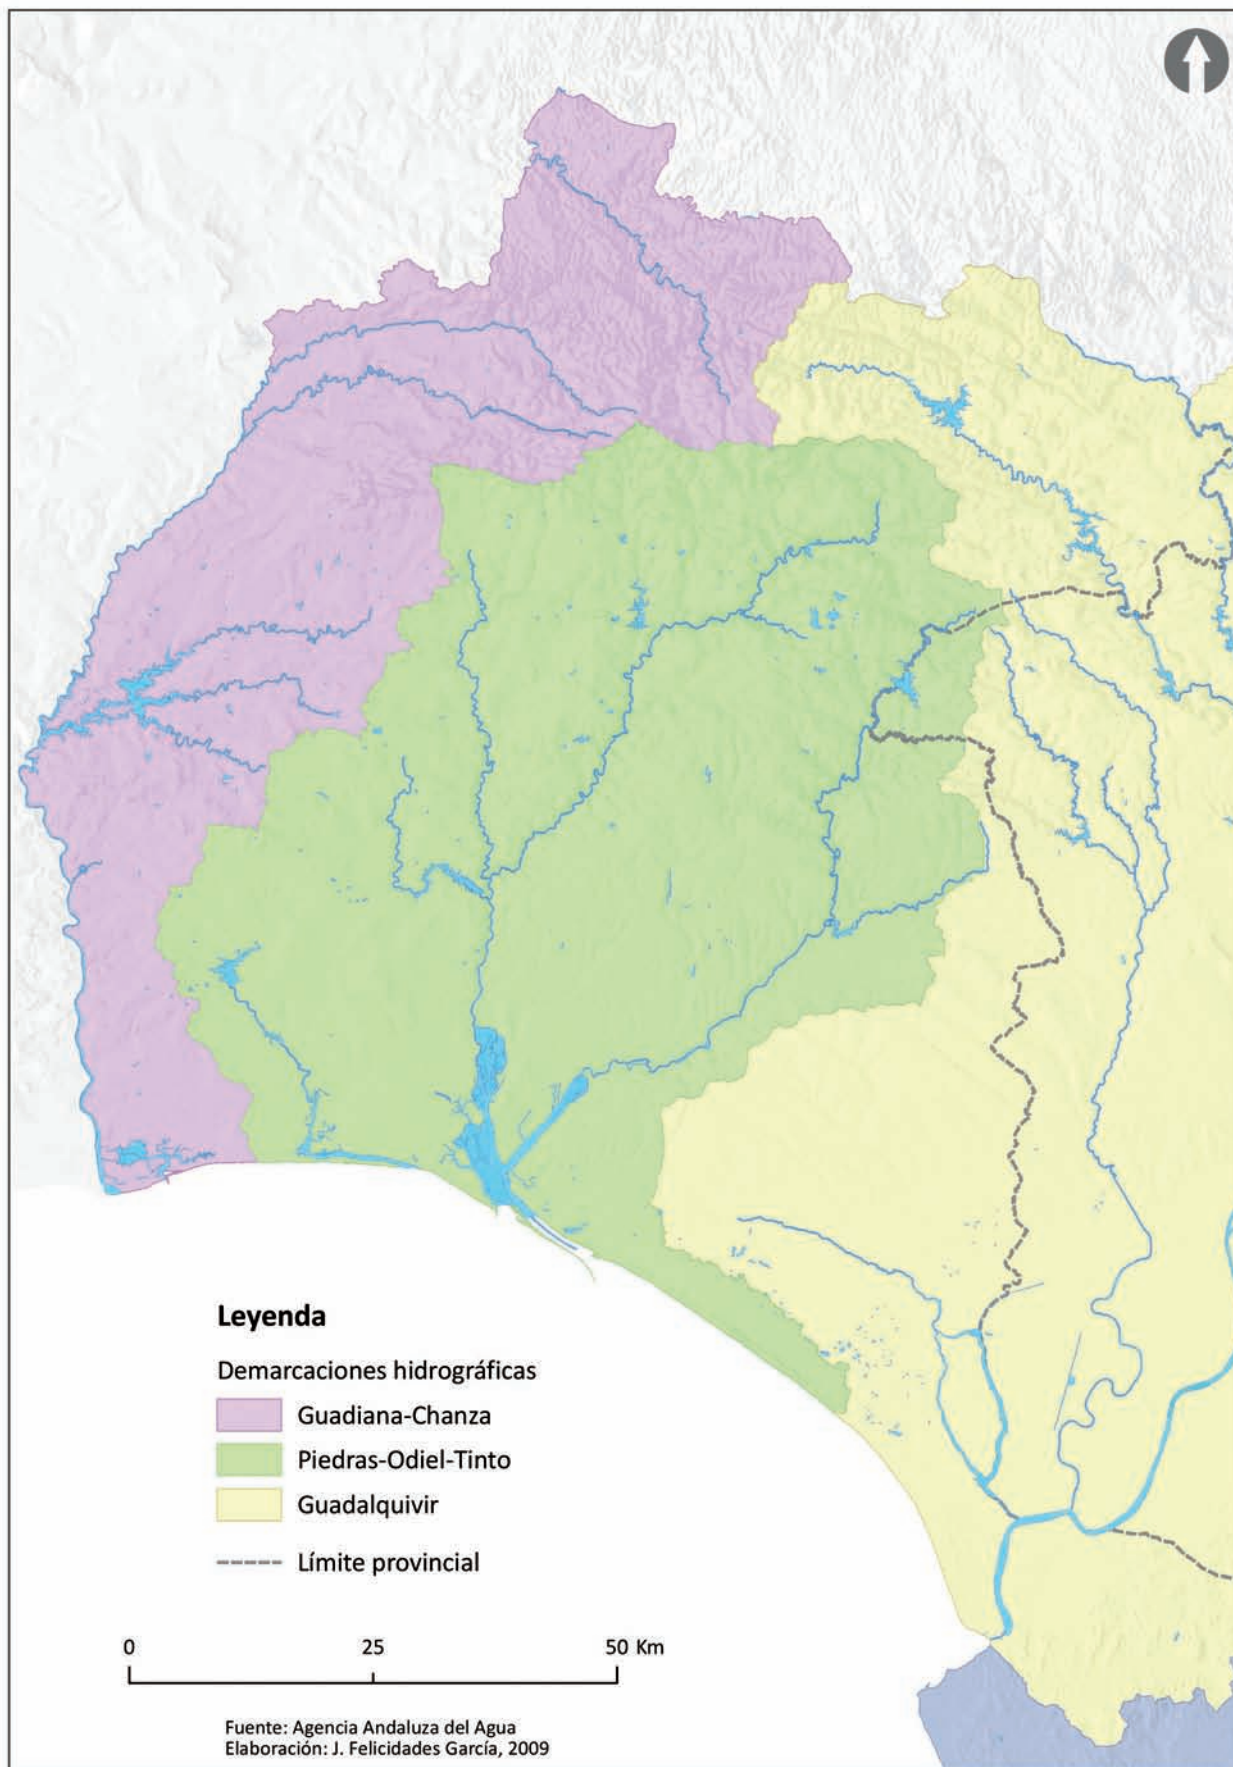 Leyenda
Demarcaciones hidrográficas
Guadiana-Chanza
Piedras-Odiel-Tinto
Guadalquivir
Límite provincial
0 25 50 Km
Fuente: Agencia Andaluza del Agua
Elaboración: J. Felicidades García, 2009